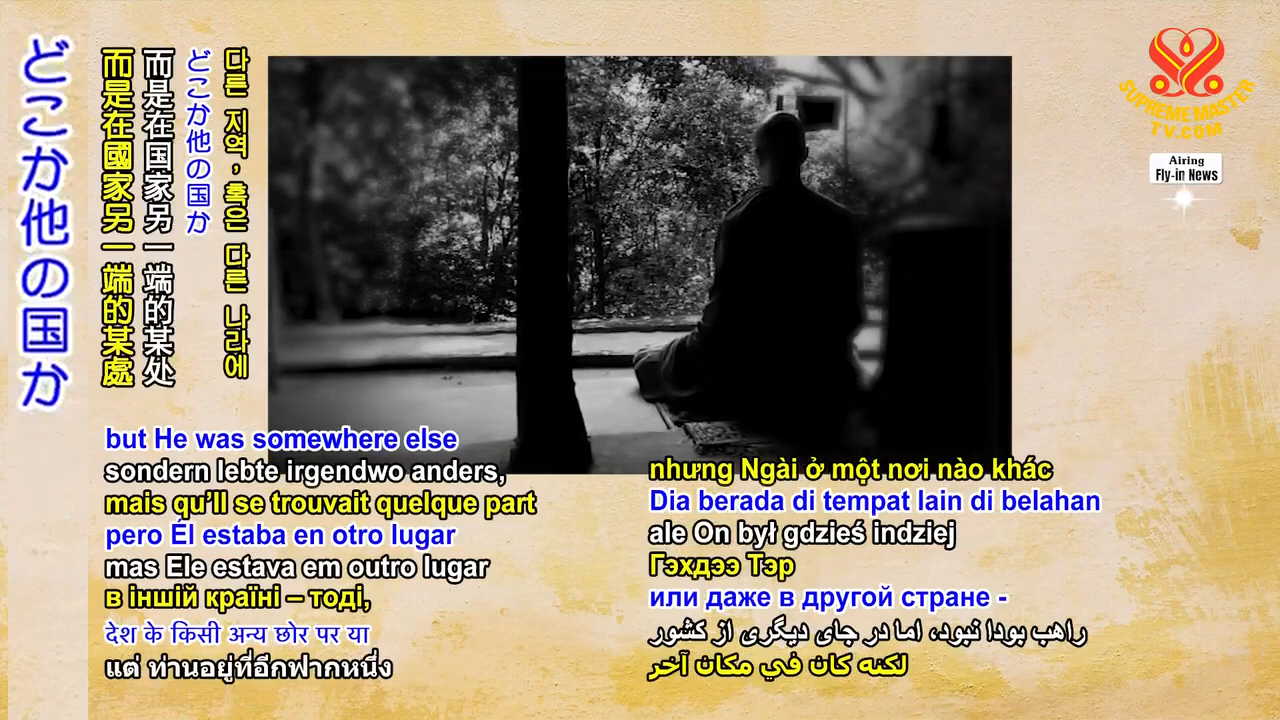 どこか他の国か
而是在國家另一端的某處
而是在国家另一端的某处
どこか他の国か
다른 지역, 혹은 다른 나라에
SUPREME MASTER
TV.COM
Airing
Fly-in News
but He was somewhere else
sondern lebte irgendwo anders,
mais qu’Il se trouvait quelque part
pero Él estaba en otro lugar
mas Ele estava em outro lugar
в іншій країні – тоді,
देश के किसी अन्य छोर पर या
แต่ ท่านอยู่ที่อีกฟากหนึ่ง
nhưng Ngài ở một nơi nào khác
Dia berada di tempat lain di belahan
ale On był gdzieś indziej
Гэхдээ Тэр
или даже в другой стране -
راهب بودا نبود، اما در جای دیگری از کشور
لكنه كان في مكان آخر